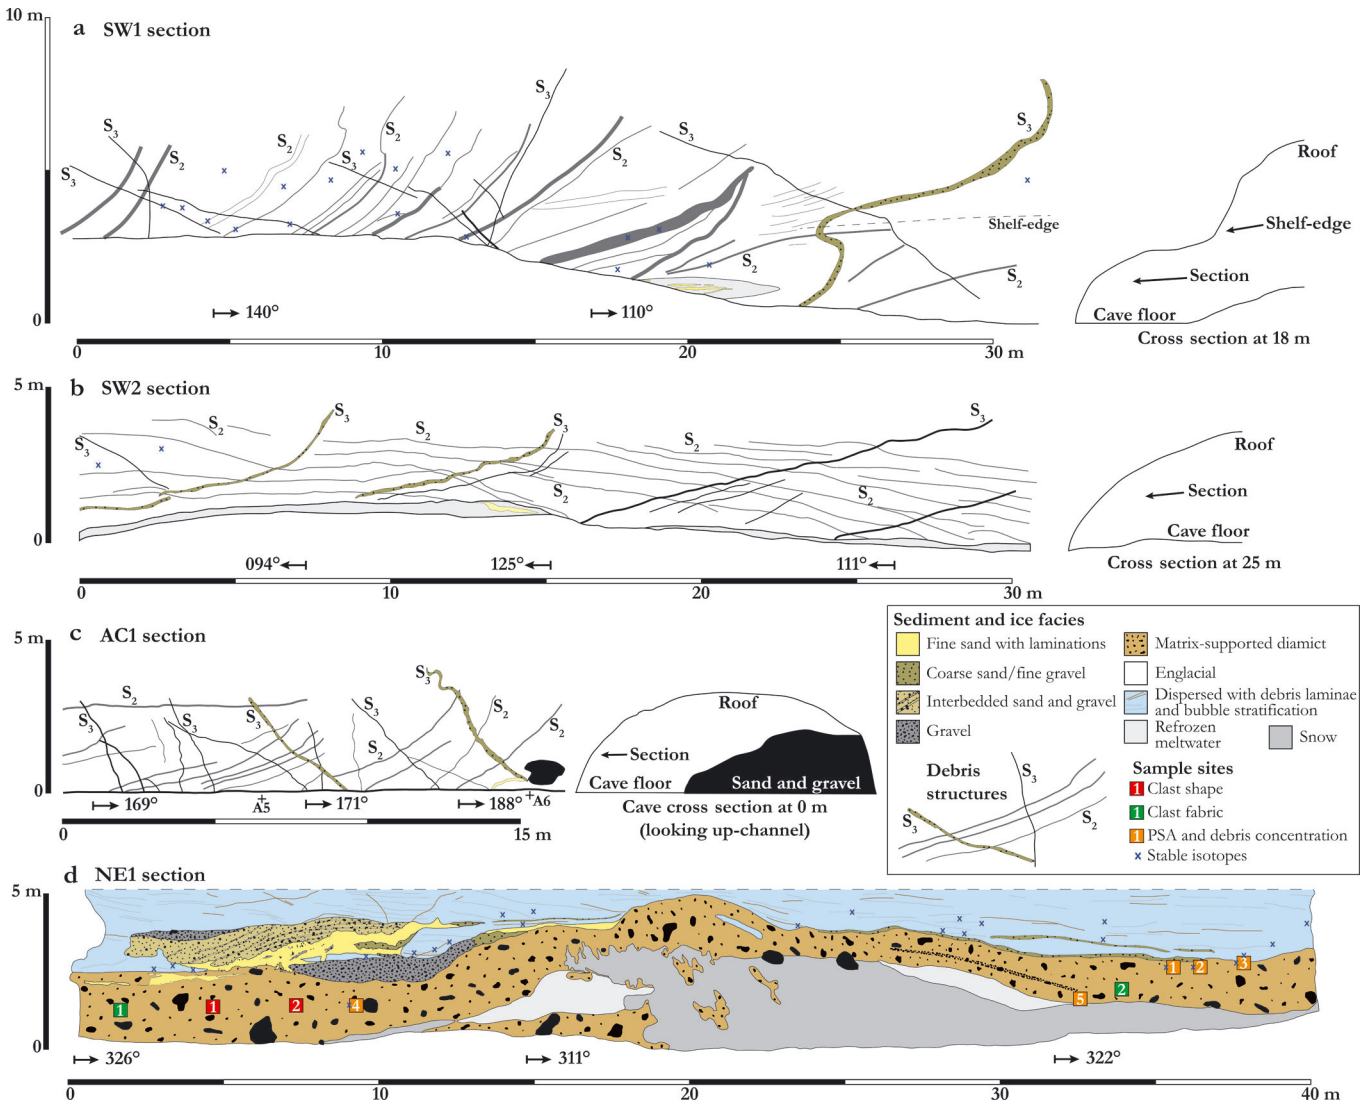 10 m
a SW1 section
S3
S3
S2
S2
S3
S2
S3
S2
S3
S3
S2
S2
Shelf-edge
0
140°
110°
0 10 20 30 m
Roof
Shelf-edge
Section
Cave floor
Cross section at 18 m
5 m
b SW2 section
S3
S2
S3
S2
S3
S2
S2
S3
S2
0
094°
125°
111°
0 10 20 30 m
Roof
Section
Cave floor
Cross section at 25 m
5 m
c AC1 section
S2
S3
S3
S3
S2
S3
S2
S2
0
169°
A5
171°
188°
A6
0 15 m
Roof
Section
Cave floor
Sand and gravel
Cave cross section at 0 m
(looking up-channel)
Sediment and ice facies
Fine sand with laminations
Coarse sand/fine gravel
Interbedded sand and gravel
Gravel
Matrix-supported diamict
Englacial
Dispersed with debris laminae
and bubble stratification
Refrozen
meltwater
Snow
Debris
structures
S3
S3
S2
Sample sites
1 Clast shape
1 Clast fabric
1 PSA and debris concentration
Stable isotopes
d NE1 section
5 m
1
1
2
4
5
2
1
2
3
0
326°
311°
322°
0 10 20 30 40 m